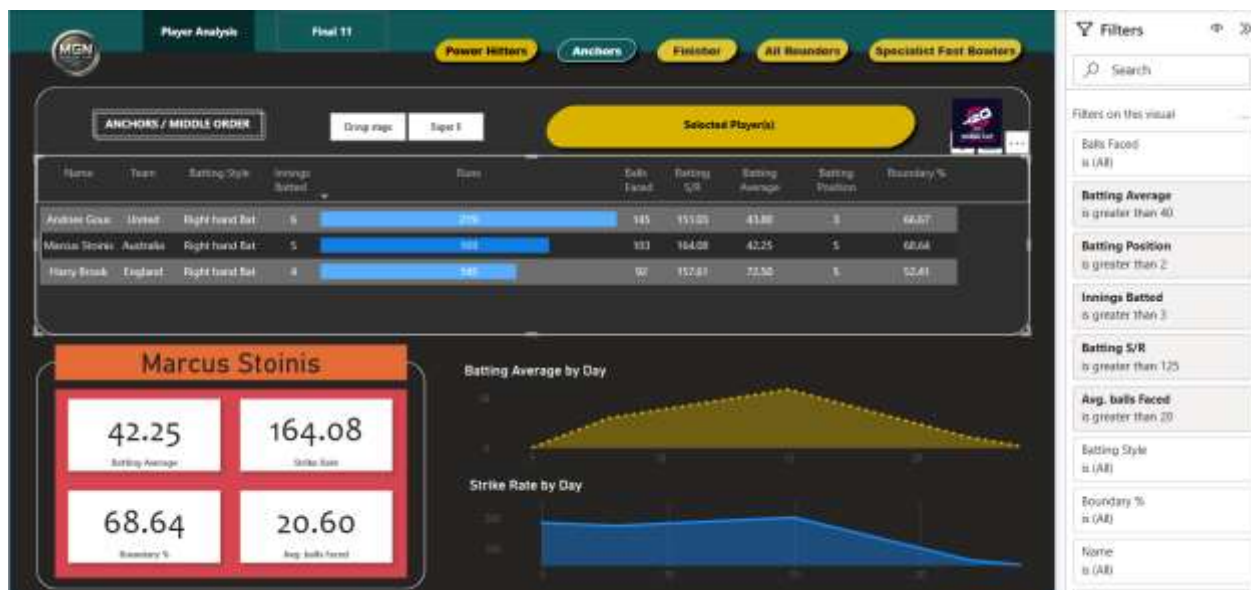 Player Analysis
Final 11
MGN
Power Hitters
Anchors
Finisher
All Rounders
Specialist Fast Bowlers
ANCHORS / MIDDLE ORDER
Group stage
Super 8
Selected Player(s)
Name Team Batting Style Innings Batted Runs Balls Faced Batting S/R Batting Average Batting Position Boundary %
Andries Gous United Right hand Bat 6 219 145 151.03 43.80 3 66.67
Marcus Stoinis Australia Right hand Bat 5 169 103 164.08 42.25 5 68.64
Harry Brook England Right hand Bat 4 145 92 157.61 72.50 5 52.41
Marcus Stoinis
42.25
Batting Average
164.08
Strike Rate
68.64
Boundary %
20.60
Avg. balls faced
Batting Average by Day
Strike Rate by Day
Filters
Search
Filters on this visual
Balls Faced
is (All)
Batting Average
is greater than 40
Batting Position
is greater than 2
Innings Batted
is greater than 3
Batting S/R
is greater than 125
Avg. balls Faced
is greater than 20
Batting Style
is (All)
Boundary %
is (All)
Name
is (All)